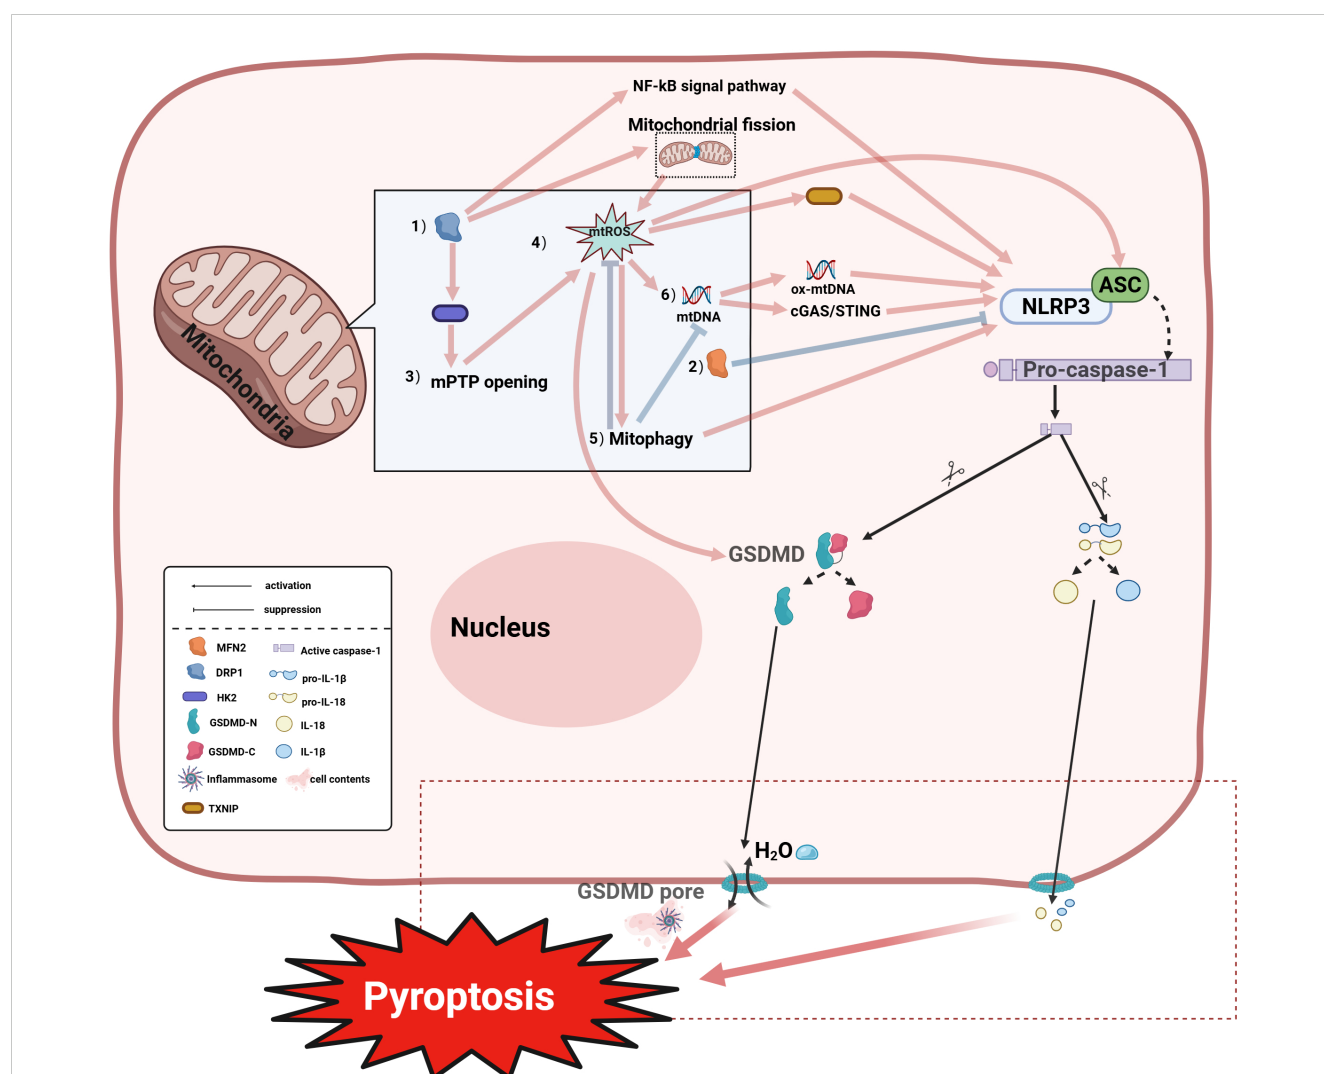 NF-kB signal pathway
Mitochondrial fission
1)
4)
mtROS
6)
mtDNA
ox-mtDNA
cGAS/STING
ASC
NLRP3
2)
3)
mPTP opening
5) Mitophagy
Mitochondria
Pro-caspase-1
GSDMD
Nucleus
activation
suppression
MFN2
Active caspase-1
DRP1
pro-IL-1β
HK2
pro-IL-18
GSDMD-N
IL-18
GSDMD-C
IL-1β
Inflammasome
cell contents
TXNIP
H₂O
GSDMD pore
Pyroptosis